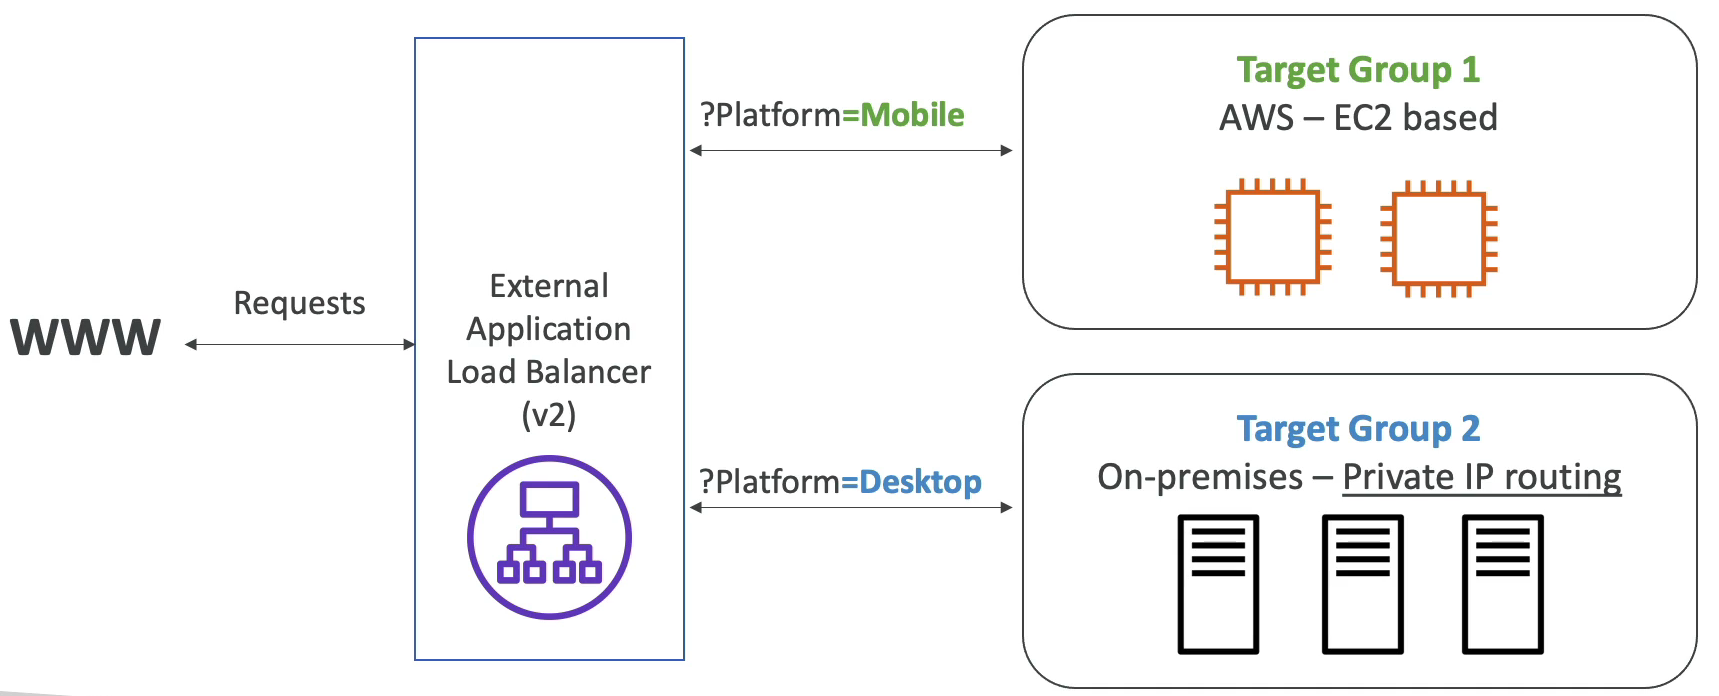 WWW
Requests
External
Application
Load Balancer
(v2)
?Platform=Mobile
Target Group 1
AWS – EC2 based
?Platform=Desktop
Target Group 2
On-premises – Private IP routing